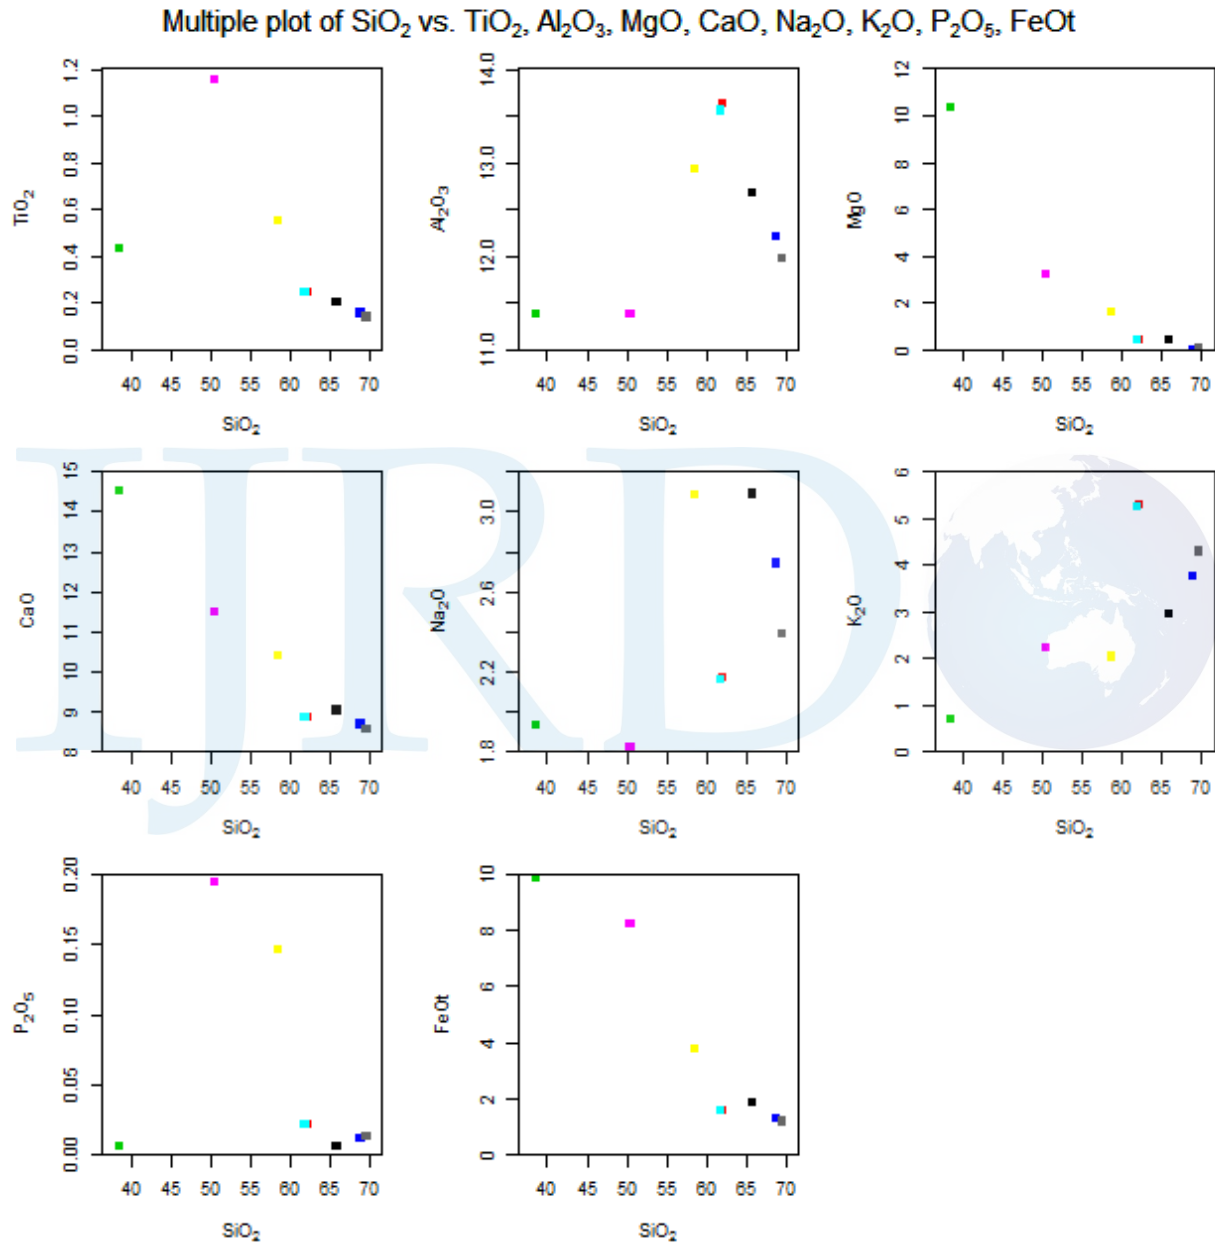 Multiple plot of SiO₂ vs. TiO₂, Al₂O₃, MgO, CaO, Na₂O, K₂O, P₂O₅, FeOt
TiO₂
0.0 0.2 0.4 0.6 0.8 1.0 1.2
40 45 50 55 60 65 70
SiO₂
Al₂O₃
11.0 12.0 13.0 14.0
40 45 50 55 60 65 70
SiO₂
MgO
0 2 4 6 8 10 12
40 45 50 55 60 65 70
SiO₂
CaO
8 9 10 11 12 13 14 15
40 45 50 55 60 65 70
SiO₂
Na₂O
1.8 2.2 2.6 3.0
40 45 50 55 60 65 70
SiO₂
K₂O
0 1 2 3 4 5 6
40 45 50 55 60 65 70
SiO₂
P₂O₅
0.00 0.05 0.10 0.15 0.20
40 45 50 55 60 65 70
SiO₂
FeOt
0 2 4 6 8 10
40 45 50 55 60 65 70
SiO₂
IJRDO